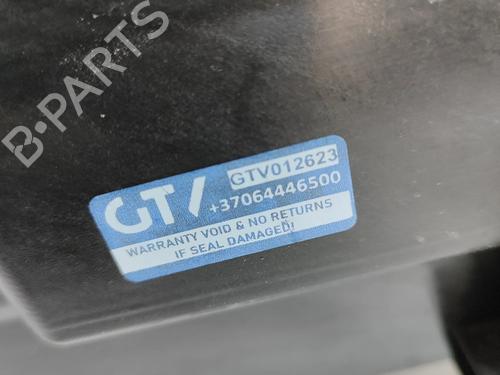 B-PARTS
GTV GTV012623
+37064446500
WARRANTY VOID & NO RETURNS
IF SEAL DAMAGED!